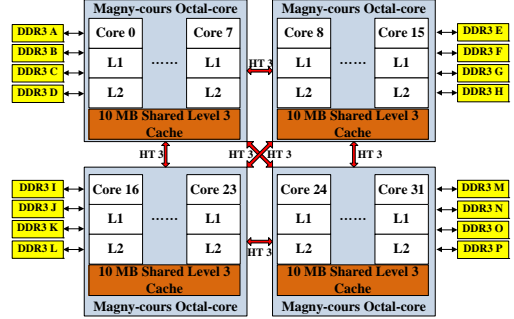 Magny-cours Octal-core
Magny-cours Octal-core
DDR3 A
DDR3 B
DDR3 C
DDR3 D
Core 0
Core 7
L1
......
L1
L2
L2
10 MB Shared Level 3
Cache
HT 3
Core 8
Core 15
L1
......
L1
L2
L2
10 MB Shared Level 3
Cache
DDR3 E
DDR3 F
DDR3 G
DDR3 H
HT 3
HT 3
HT 3
HT 3
DDR3 I
DDR3 J
DDR3 K
DDR3 L
Core 16
Core 23
L1
......
L1
L2
L2
10 MB Shared Level 3
Cache
HT 3
Core 24
Core 31
L1
......
L1
L2
L2
10 MB Shared Level 3
Cache
DDR3 M
DDR3 N
DDR3 O
DDR3 P
Magny-cours Octal-core
Magny-cours Octal-core